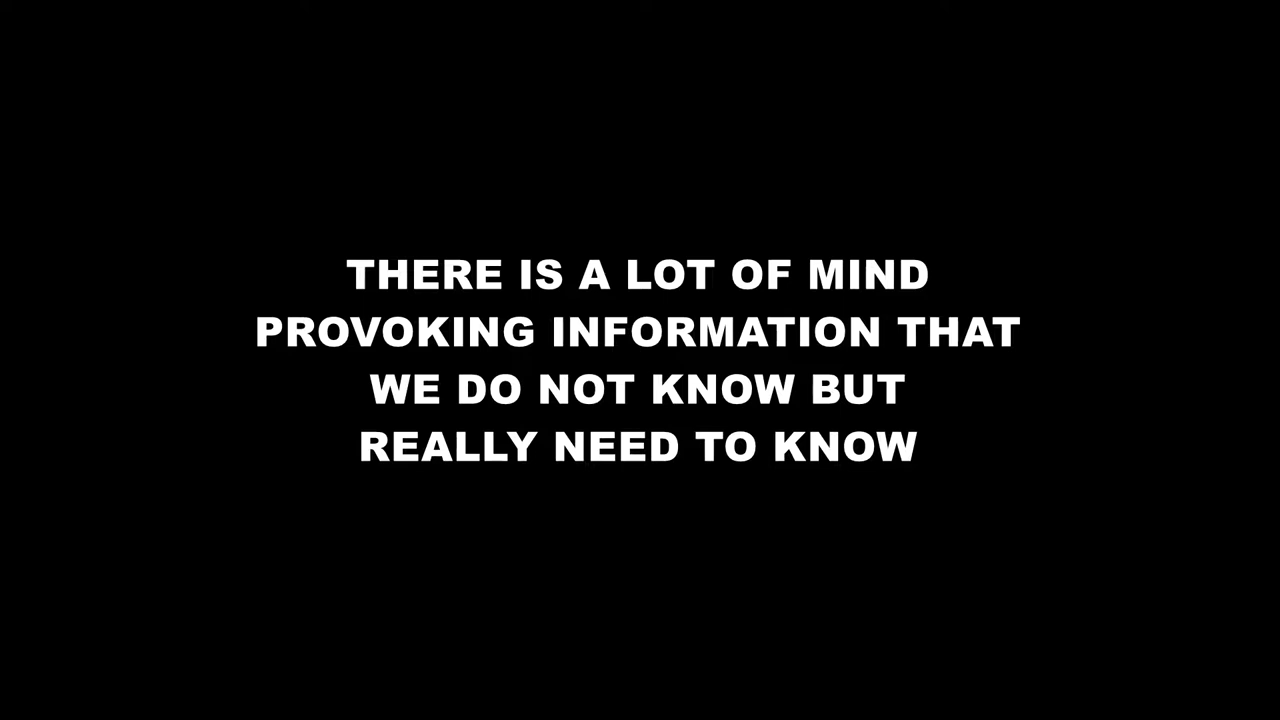 THERE IS A LOT OF MIND
PROVOKING INFORMATION THAT
WE DO NOT KNOW BUT
REALLY NEED TO KNOW